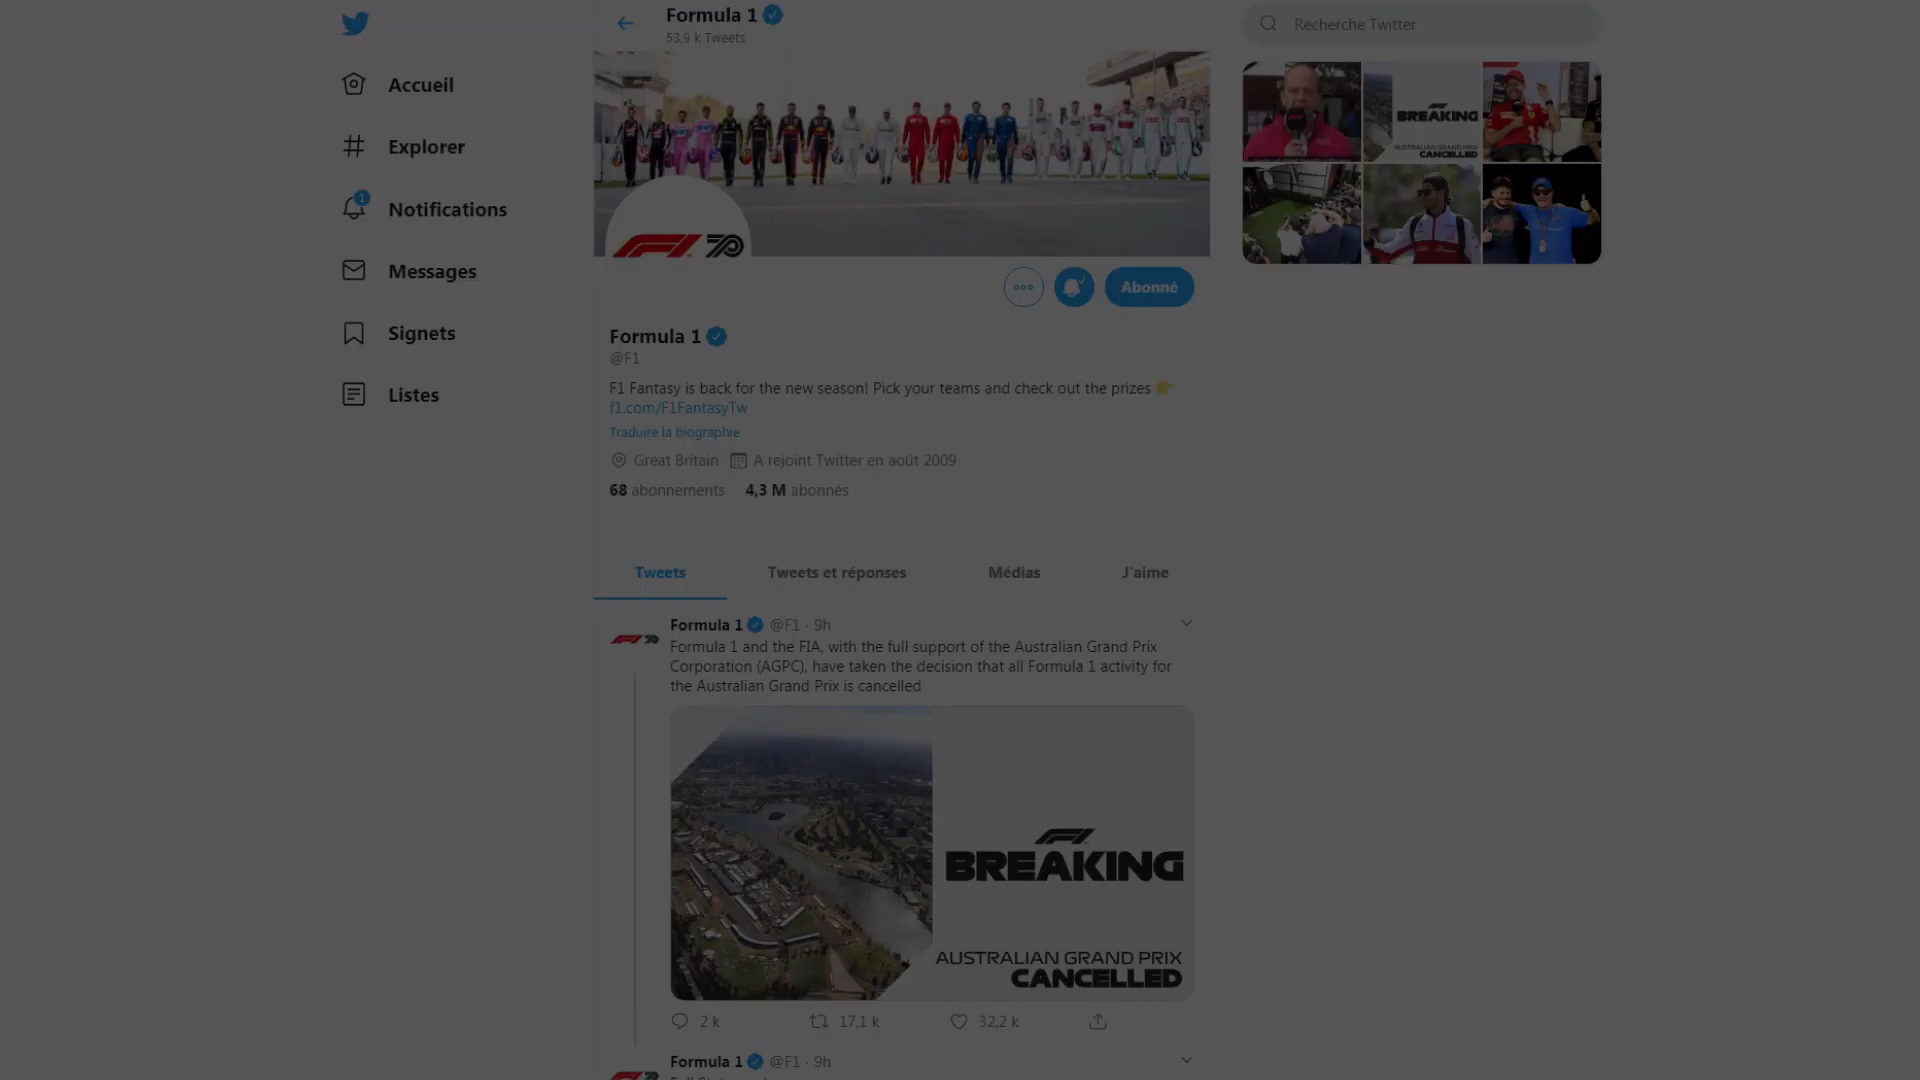 Formula 1
53,9 k Tweets
Recherche Twitter
Accueil
Explorer
1
Notifications
Messages
Signets
Listes
BREAKING
AUSTRALIAN GRAND PRIX
CANCELLED
Abonné
Formula 1
@F1
F1 Fantasy is back for the new season! Pick your teams and check out the prizes
f1.com/F1FantasyTw
Traduire la biographie
Great Britain A rejoint Twitter en août 2009
68 abonnements 4,3 M abonnés
Tweets Tweets et réponses Médias J'aime
Formula 1 @F1 · 9h
Formula 1 and the FIA, with the full support of the Australian Grand Prix
Corporation (AGPC), have taken the decision that all Formula 1 activity for
the Australian Grand Prix is cancelled
BREAKING
AUSTRALIAN GRAND PRIX
CANCELLED
2 k 17,1 k 32,2 k
Formula 1 @F1 · 9h